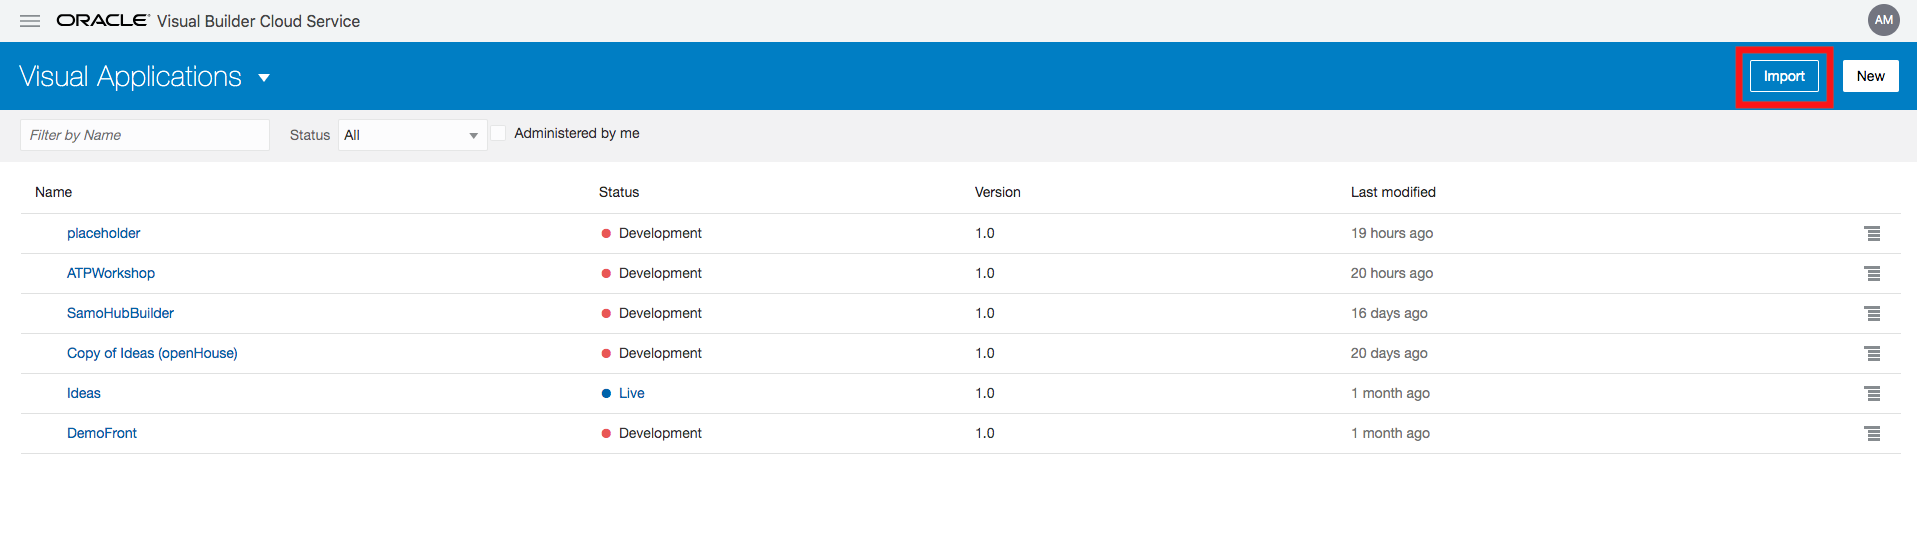 ORACLE® Visual Builder Cloud Service AM
Visual Applications Import New
Filter by Name Status All Administered by me
Name Status Version Last modified
placeholder Development 1.0 19 hours ago
ATPWorkshop Development 1.0 20 hours ago
SamoHubBuilder Development 1.0 16 days ago
Copy of Ideas (openHouse) Development 1.0 20 days ago
Ideas Live 1.0 1 month ago
DemoFront Development 1.0 1 month ago